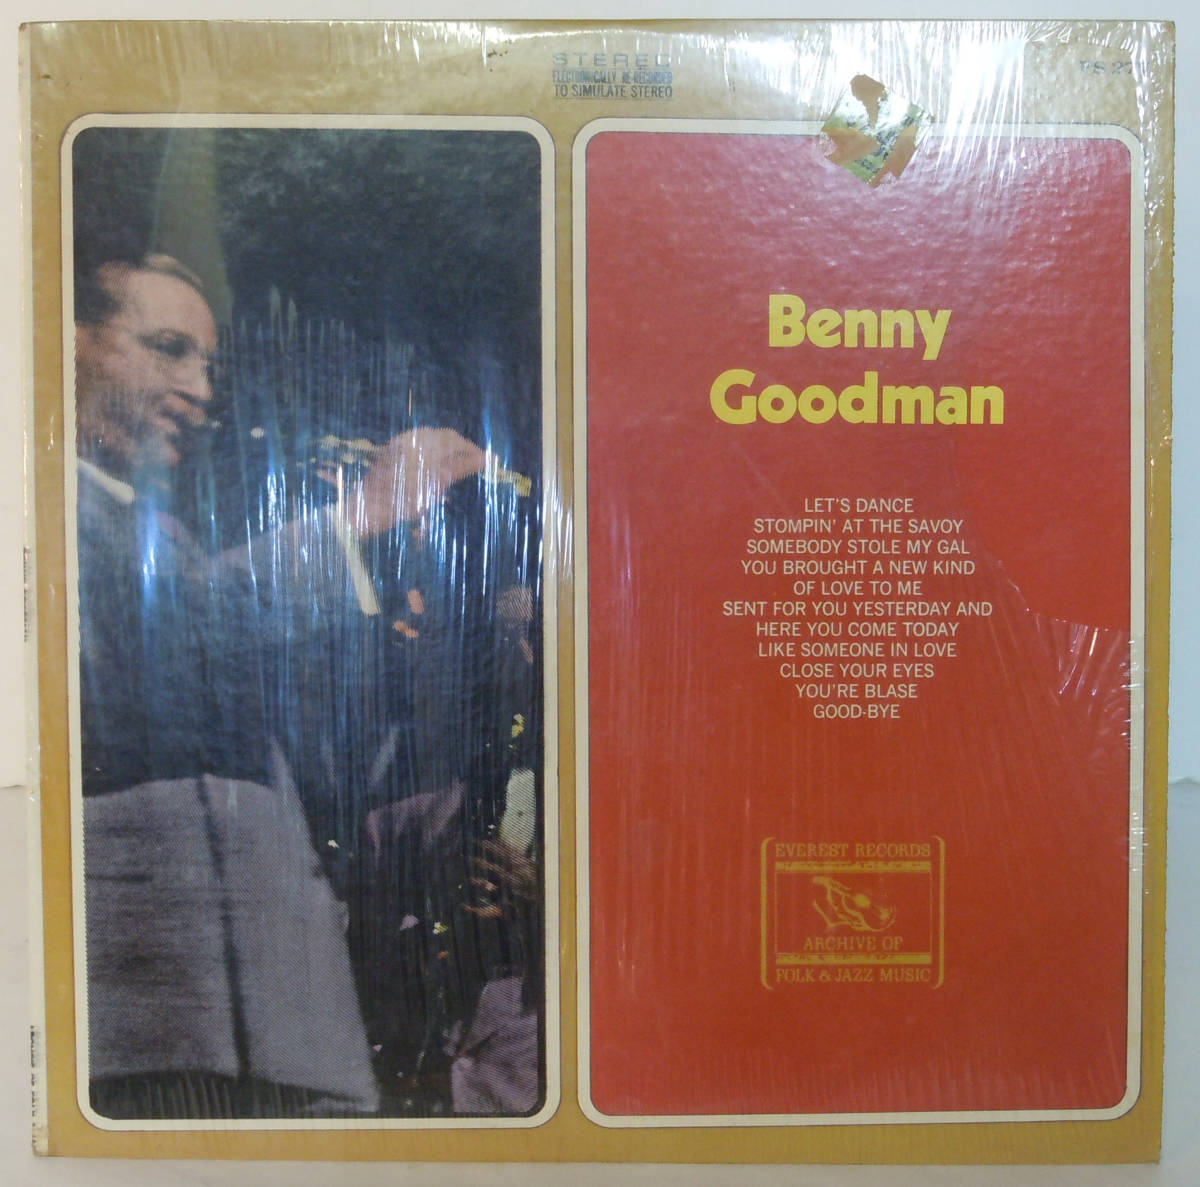 STEREO
ELECTRONICALLY RE-RECORDED
TO SIMULATE STEREO
Benny
Goodman
LET'S DANCE
STOMPIN' AT THE SAVOY
SOMEBODY STOLE MY GAL
YOU BROUGHT A NEW KIND
OF LOVE TO ME
SENT FOR YOU YESTERDAY AND
HERE YOU COME TODAY
LIKE SOMEONE IN LOVE
CLOSE YOUR EYES
YOU'RE BLASE
GOOD-BYE
EVEREST RECORDS
ARCHIVE OF
FOLK & JAZZ MUSIC